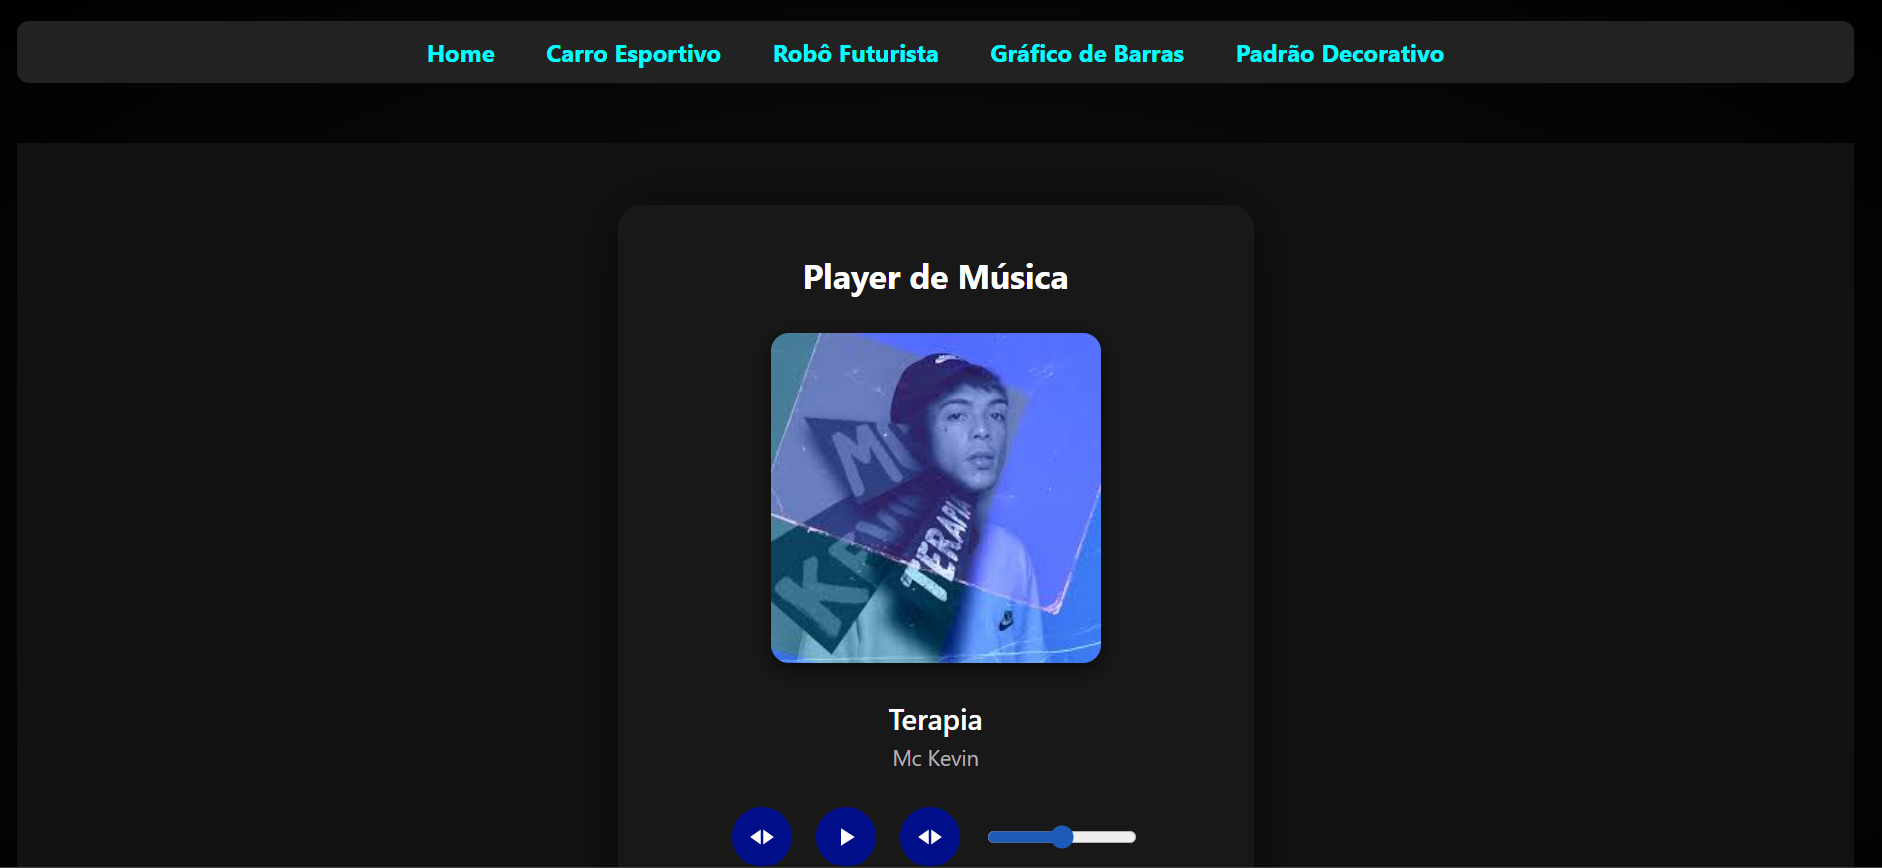 Home Carro Esportivo Robô Futurista Gráfico de Barras Padrão Decorativo
Player de Música
MC
KEVIN
TERAPIA
Terapia
Mc Kevin